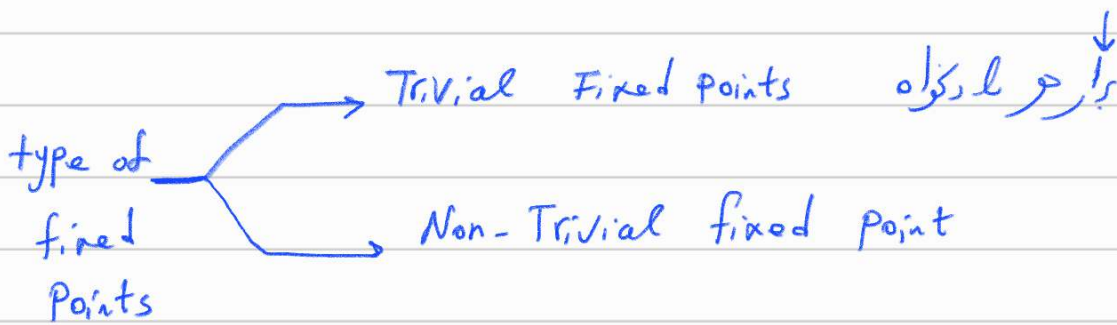 Trivial Fixed Points
type of
fixed
Points
Non-Trivial fixed Point